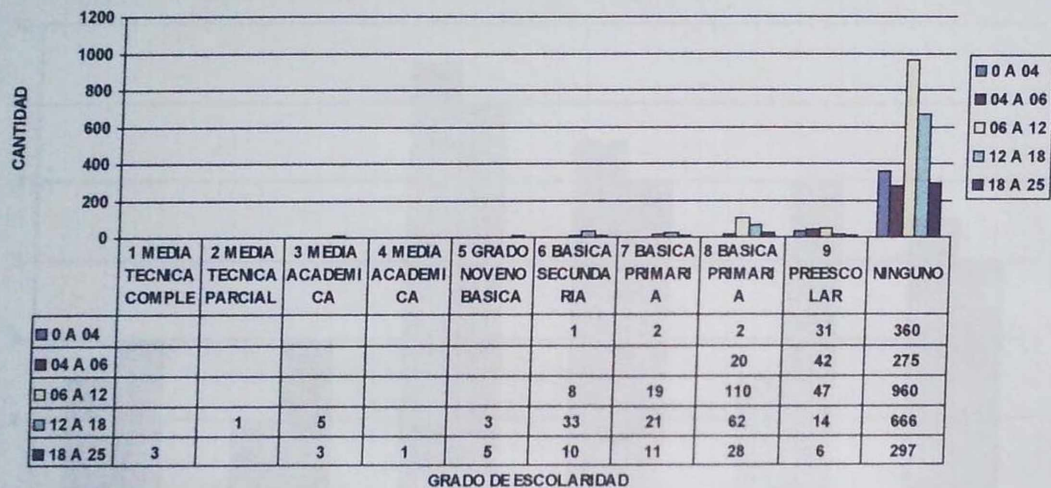 1200
1000
800
600
400
200
0
CANTIDAD
0 A 04
04 A 06
06 A 12
12 A 18
18 A 25
1 MEDIA TECNICA COMPLE
2 MEDIA TECNICA PARCIAL
3 MEDIA ACADEMI CA
4 MEDIA ACADEMI CA
5 GRADO NOVENO BASICA
6 BASICA SECUNDA RIA
7 BASICA PRIMARI A
8 BASICA PRIMARI A
9 PREESCO LAR
NINGUNO
0 A 04 1 2 2 31 360
04 A 06 20 42 275
06 A 12 8 19 110 47 960
12 A 18 1 5 3 33 21 62 14 666
18 A 25 3 3 1 5 10 11 28 6 297
GRADO DE ESCOLARIDAD